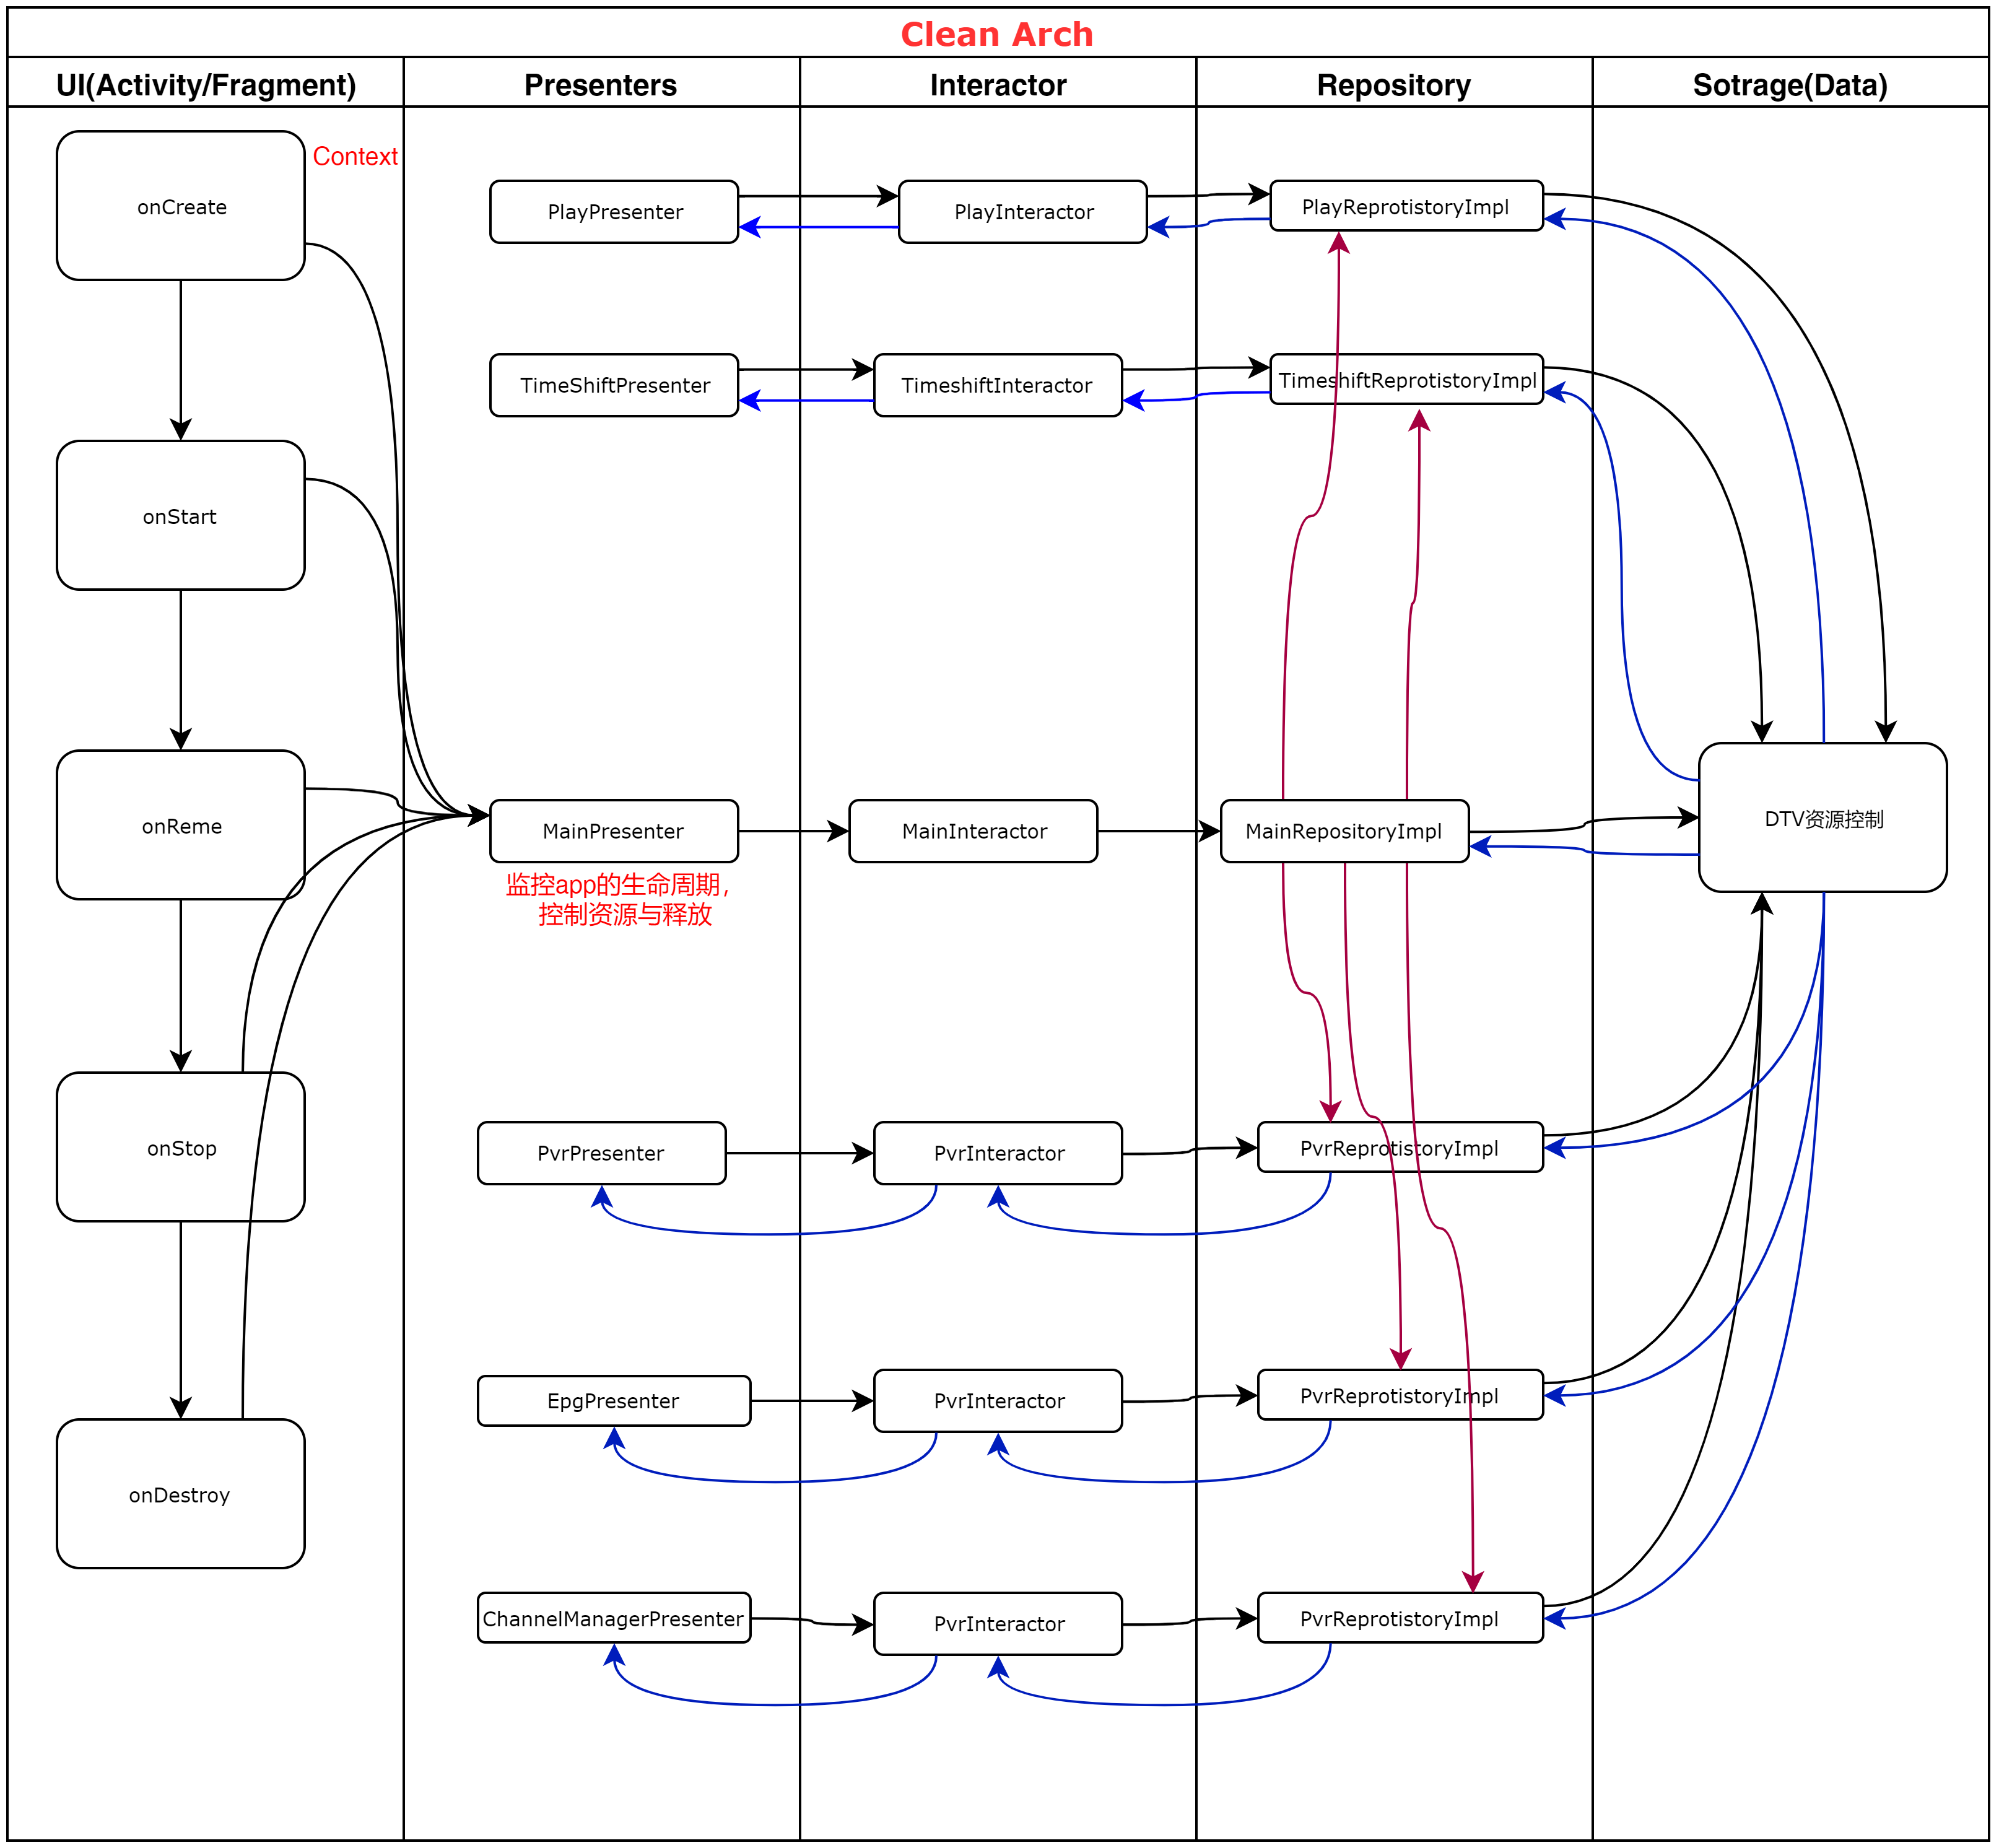 Clean Arch
UI(Activity/Fragment)
Presenters
Interactor
Repository
Sotrage(Data)
onCreate
Context
PlayPresenter
PlayInteractor
PlayReprotistoryImpl
TimeShiftPresenter
TimeshiftInteractor
TimeshiftReprotistoryImpl
onStart
onReme
MainPresenter
MainInteractor
MainRepositoryImpl
DTV资源控制
监控app的生命周期，
控制资源与释放
onStop
PvrPresenter
PvrInteractor
PvrReprotistoryImpl
EpgPresenter
PvrInteractor
PvrReprotistoryImpl
onDestroy
ChannelManagerPresenter
PvrInteractor
PvrReprotistoryImpl